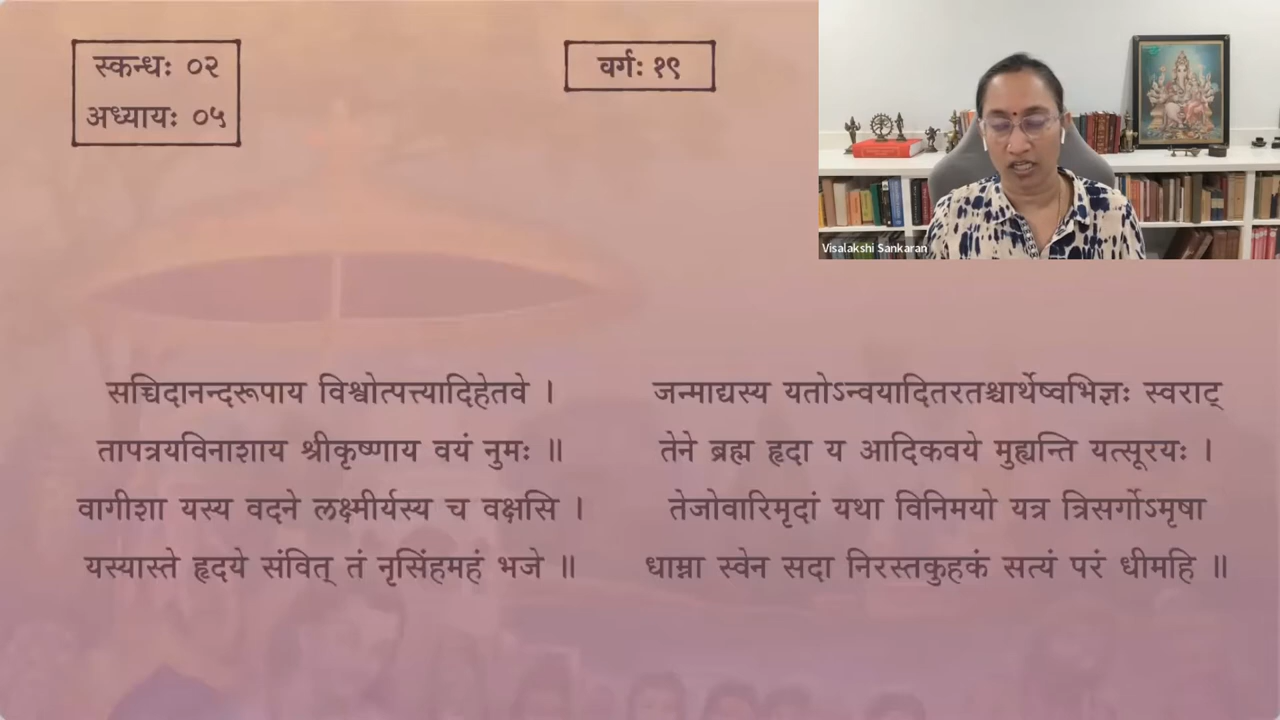 स्कन्धः ०२
अध्यायः ०५
वर्गः १९
Visalakshi Sankaran
सच्चिदानन्दरूपाय विश्वोत्पत्त्यादिहेतवे ।
तापत्रयविनाशाय श्रीकृष्णाय वयं नुमः ॥
वागीशा यस्य वदने लक्ष्मीर्यस्य च वक्षसि ।
यस्यास्ते हृदये संवित् तं नृसिंहमहं भजे ॥
जन्माद्यस्य यतोऽन्वयादितरतश्चार्थेष्वभिज्ञः स्वराट्
तेने ब्रह्म हृदा य आदिकवये मुह्यन्ति यत्सूरयः ।
तेजोवारिमृदां यथा विनिमयो यत्र त्रिसर्गोऽमृषा
धाम्ना स्वेन सदा निरस्तकुहकं सत्यं परं धीमहि ॥